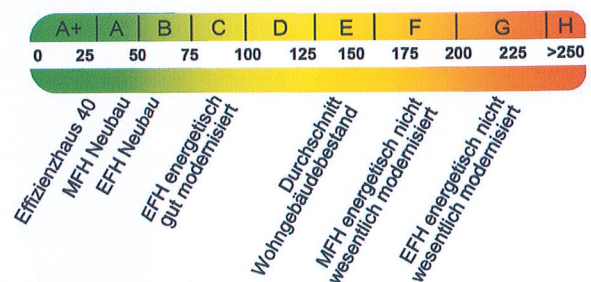 A+ A B C D E F G H
0 25 50 75 100 125 150 175 200 225 >250
Effizienzhaus 40
MFH Neubau
EFH Neubau
EFH energetisch
gut modernisiert
Durchschnitt
Wohngebäudebestand
MFH energetisch nicht
wesentlich modernisiert
EFH energetisch nicht
wesentlich modernisiert